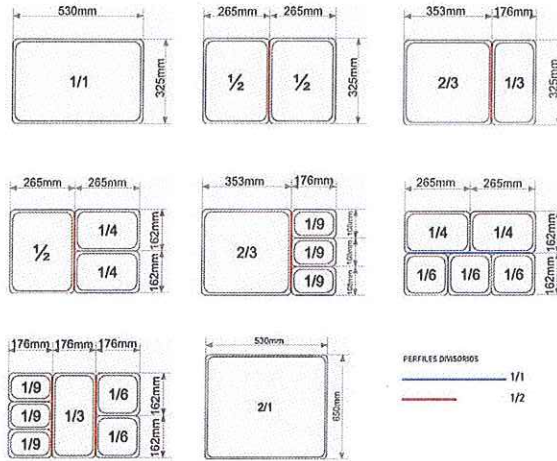 530mm
325mm
1/1
265mm 265mm
325mm
½ ½
353mm 176mm
325mm
2/3 1/3
265mm 265mm
162mm
162mm
½ 1/4
1/4
353mm 176mm
2/3 1/9
1/9
1/9
265mm 265mm
162mm
162mm
1/4 1/4
1/6 1/6 1/6
176mm 176mm 176mm
162mm
162mm
1/9 1/3 1/6
1/9
1/9 1/6
530mm
650mm
2/1
PERFILES DIVISORIOS
1/1
1/2